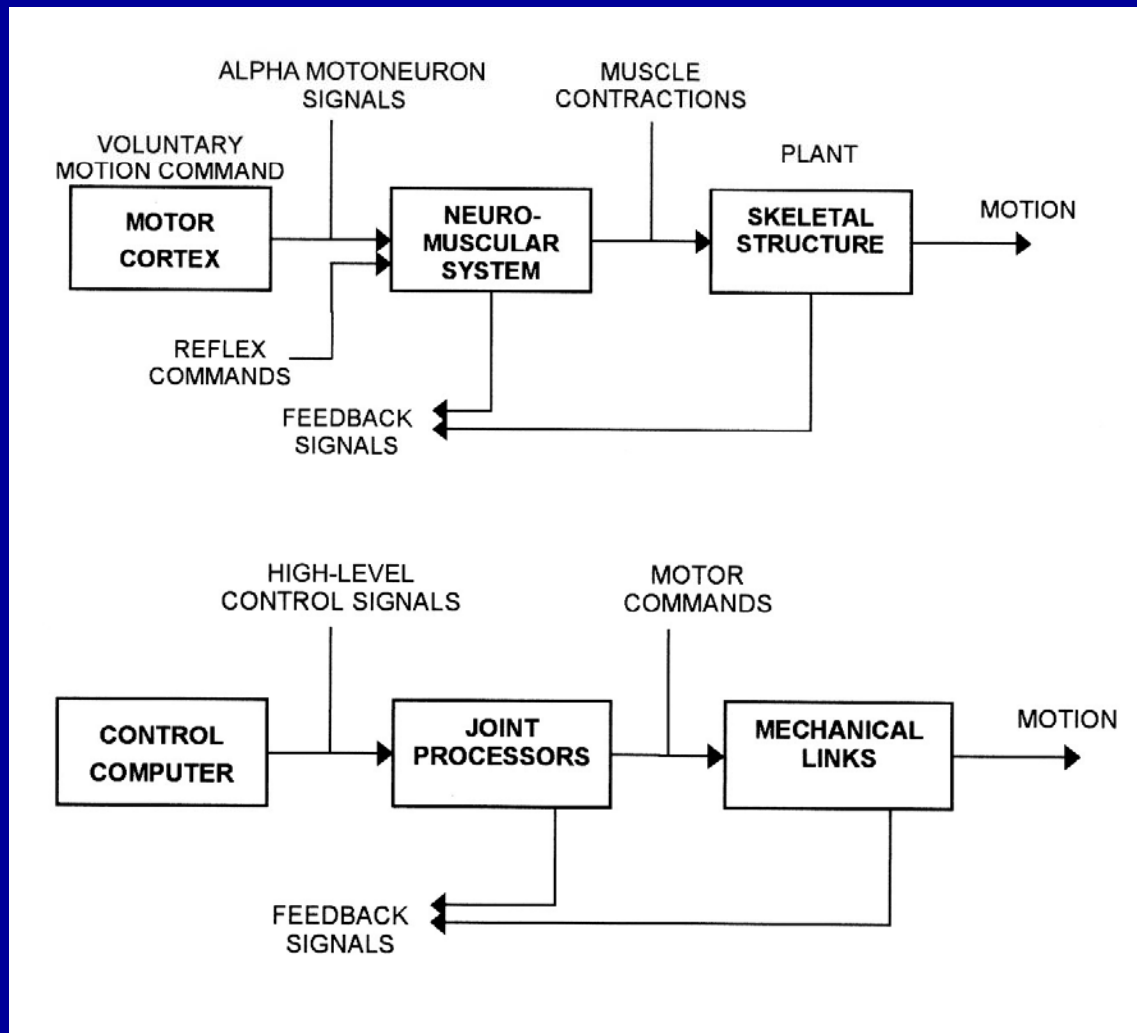 ALPHA MOTONEURON
SIGNALS
MUSCLE
CONTRACTIONS
VOLUNTARY
MOTION COMMAND
PLANT
MOTOR
CORTEX
NEURO-
MUSCULAR
SYSTEM
SKELETAL
STRUCTURE
MOTION
REFLEX
COMMANDS
FEEDBACK
SIGNALS
HIGH-LEVEL
CONTROL SIGNALS
MOTOR
COMMANDS
CONTROL
COMPUTER
JOINT
PROCESSORS
MECHANICAL
LINKS
MOTION
FEEDBACK
SIGNALS